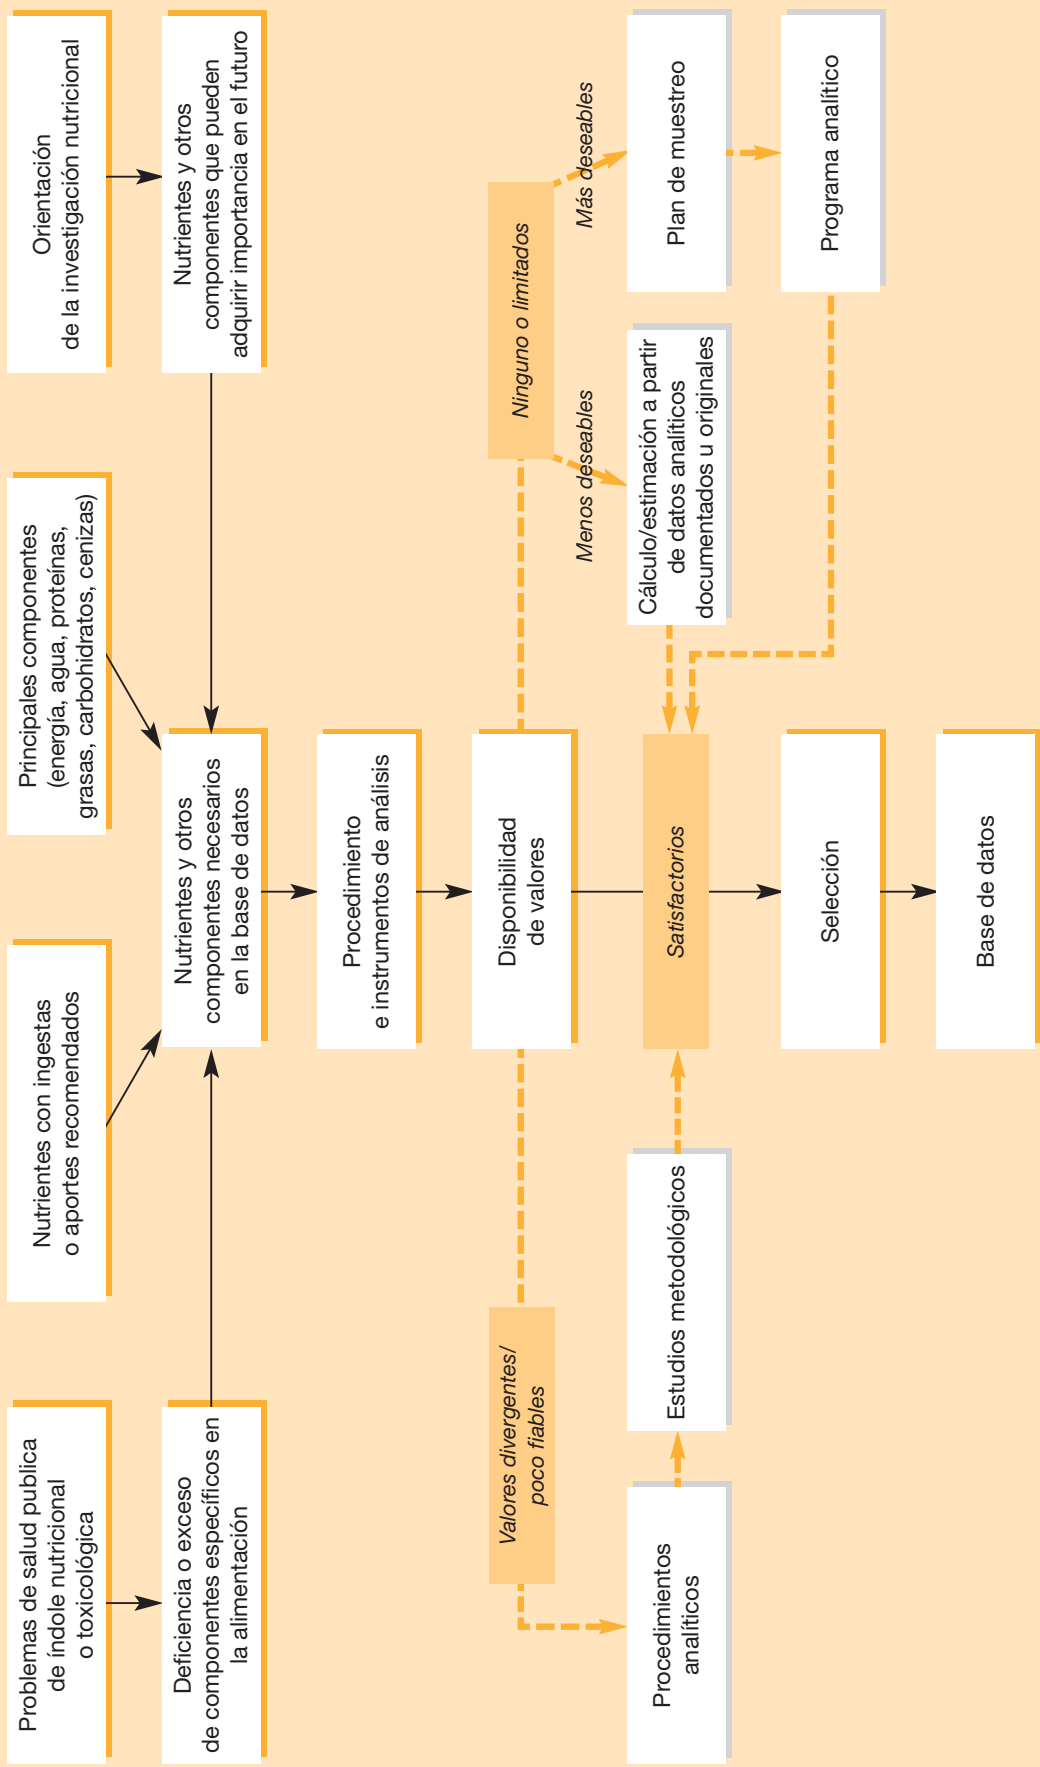 Problemas de salud publica
de índole nutricional
o toxicológica
Nutrientes con ingestas
o aportes recomendados
Principales componentes
(energía, agua, proteínas,
grasas, carbohidratos, cenizas)
Orientación
de la investigación nutricional
Deficiencia o exceso
de componentes específicos en
la alimentación
Nutrientes y otros
componentes necesarios
en la base de datos
Nutrientes y otros
componentes que pueden
adquirir importancia en el futuro
Procedimiento
e instrumentos de análisis
Valores divergentes/
poco fiables
Disponibilidad
de valores
Ninguno o limitados
Menos deseables
Más deseables
Procedimientos
analíticos
Estudios metodológicos
Satisfactorios
Cálculo/estimación a partir
de datos analíticos
documentados u originales
Plan de muestreo
Selección
Programa analítico
Base de datos